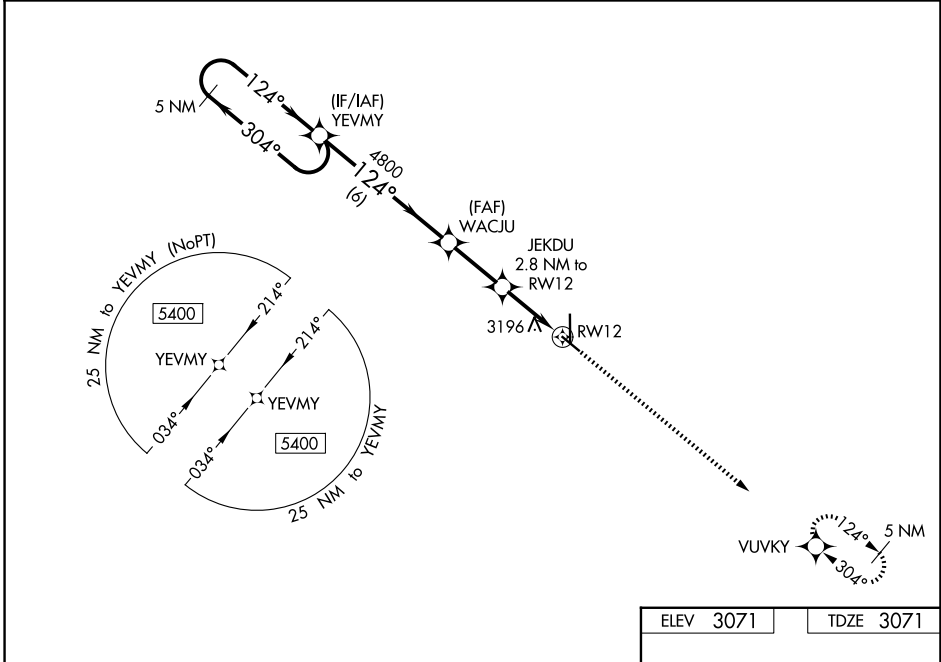 5 NM
124°
304°
(IF/IAF)
YEVMY
4800
124°
(6)
(FAF)
WACJU
JEKDU
2.8 NM to
RW12
3196
RW12
25 NM to YEVMY (NoPT)
5400
214°
YEVMY
034°
214°
YEVMY
5400
034°
25 NM to YEVMY
VUVKY
124°
5 NM
304°
ELEV 3071
TDZE 3071